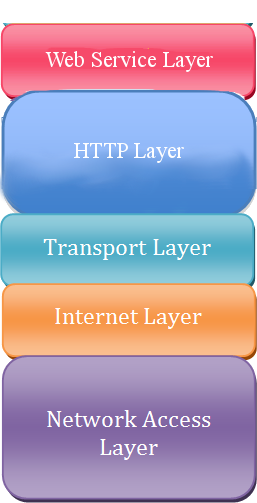 Web Service Layer
HTTP Layer
Transport Layer
Internet Layer
Network Access
Layer